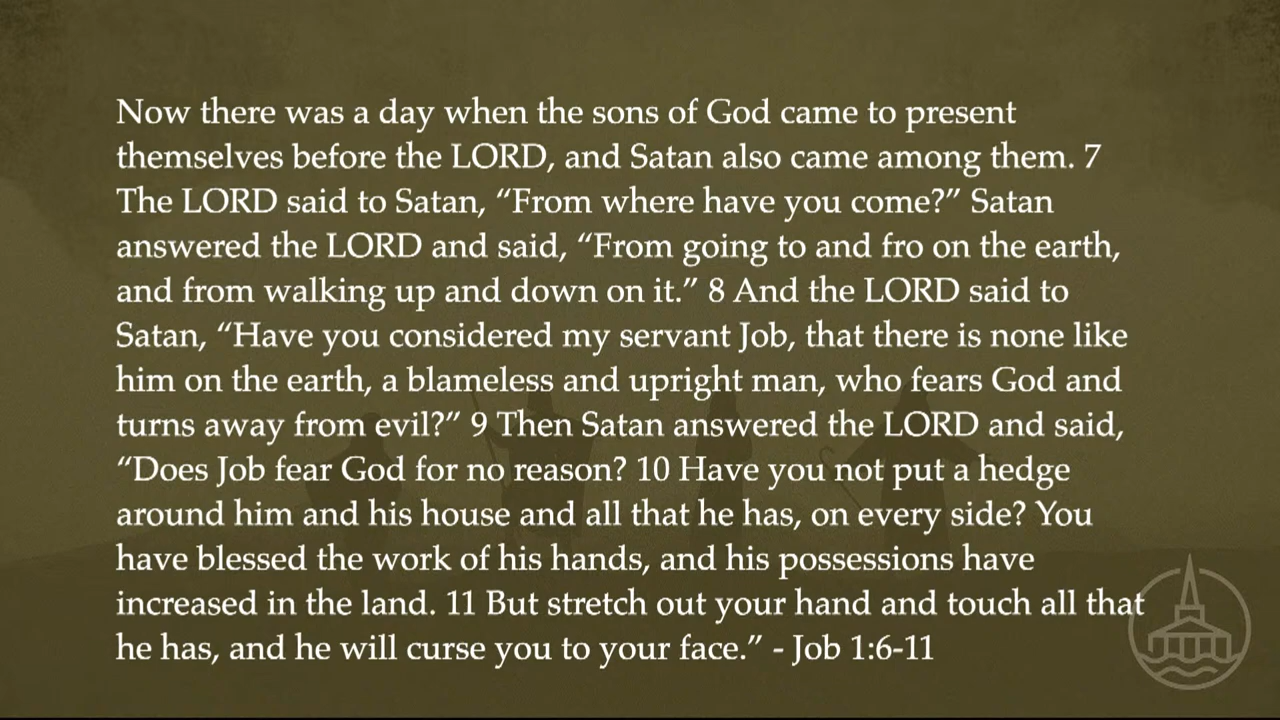 Now there was a day when the sons of God came to present
themselves before the LORD, and Satan also came among them. 7
The LORD said to Satan, “From where have you come?” Satan
answered the LORD and said, “From going to and fro on the earth,
and from walking up and down on it.” 8 And the LORD said to
Satan, “Have you considered my servant Job, that there is none like
him on the earth, a blameless and upright man, who fears God and
turns away from evil?” 9 Then Satan answered the LORD and said,
“Does Job fear God for no reason? 10 Have you not put a hedge
around him and his house and all that he has, on every side? You
have blessed the work of his hands, and his possessions have
increased in the land. 11 But stretch out your hand and touch all that
he has, and he will curse you to your face.” - Job 1:6-11